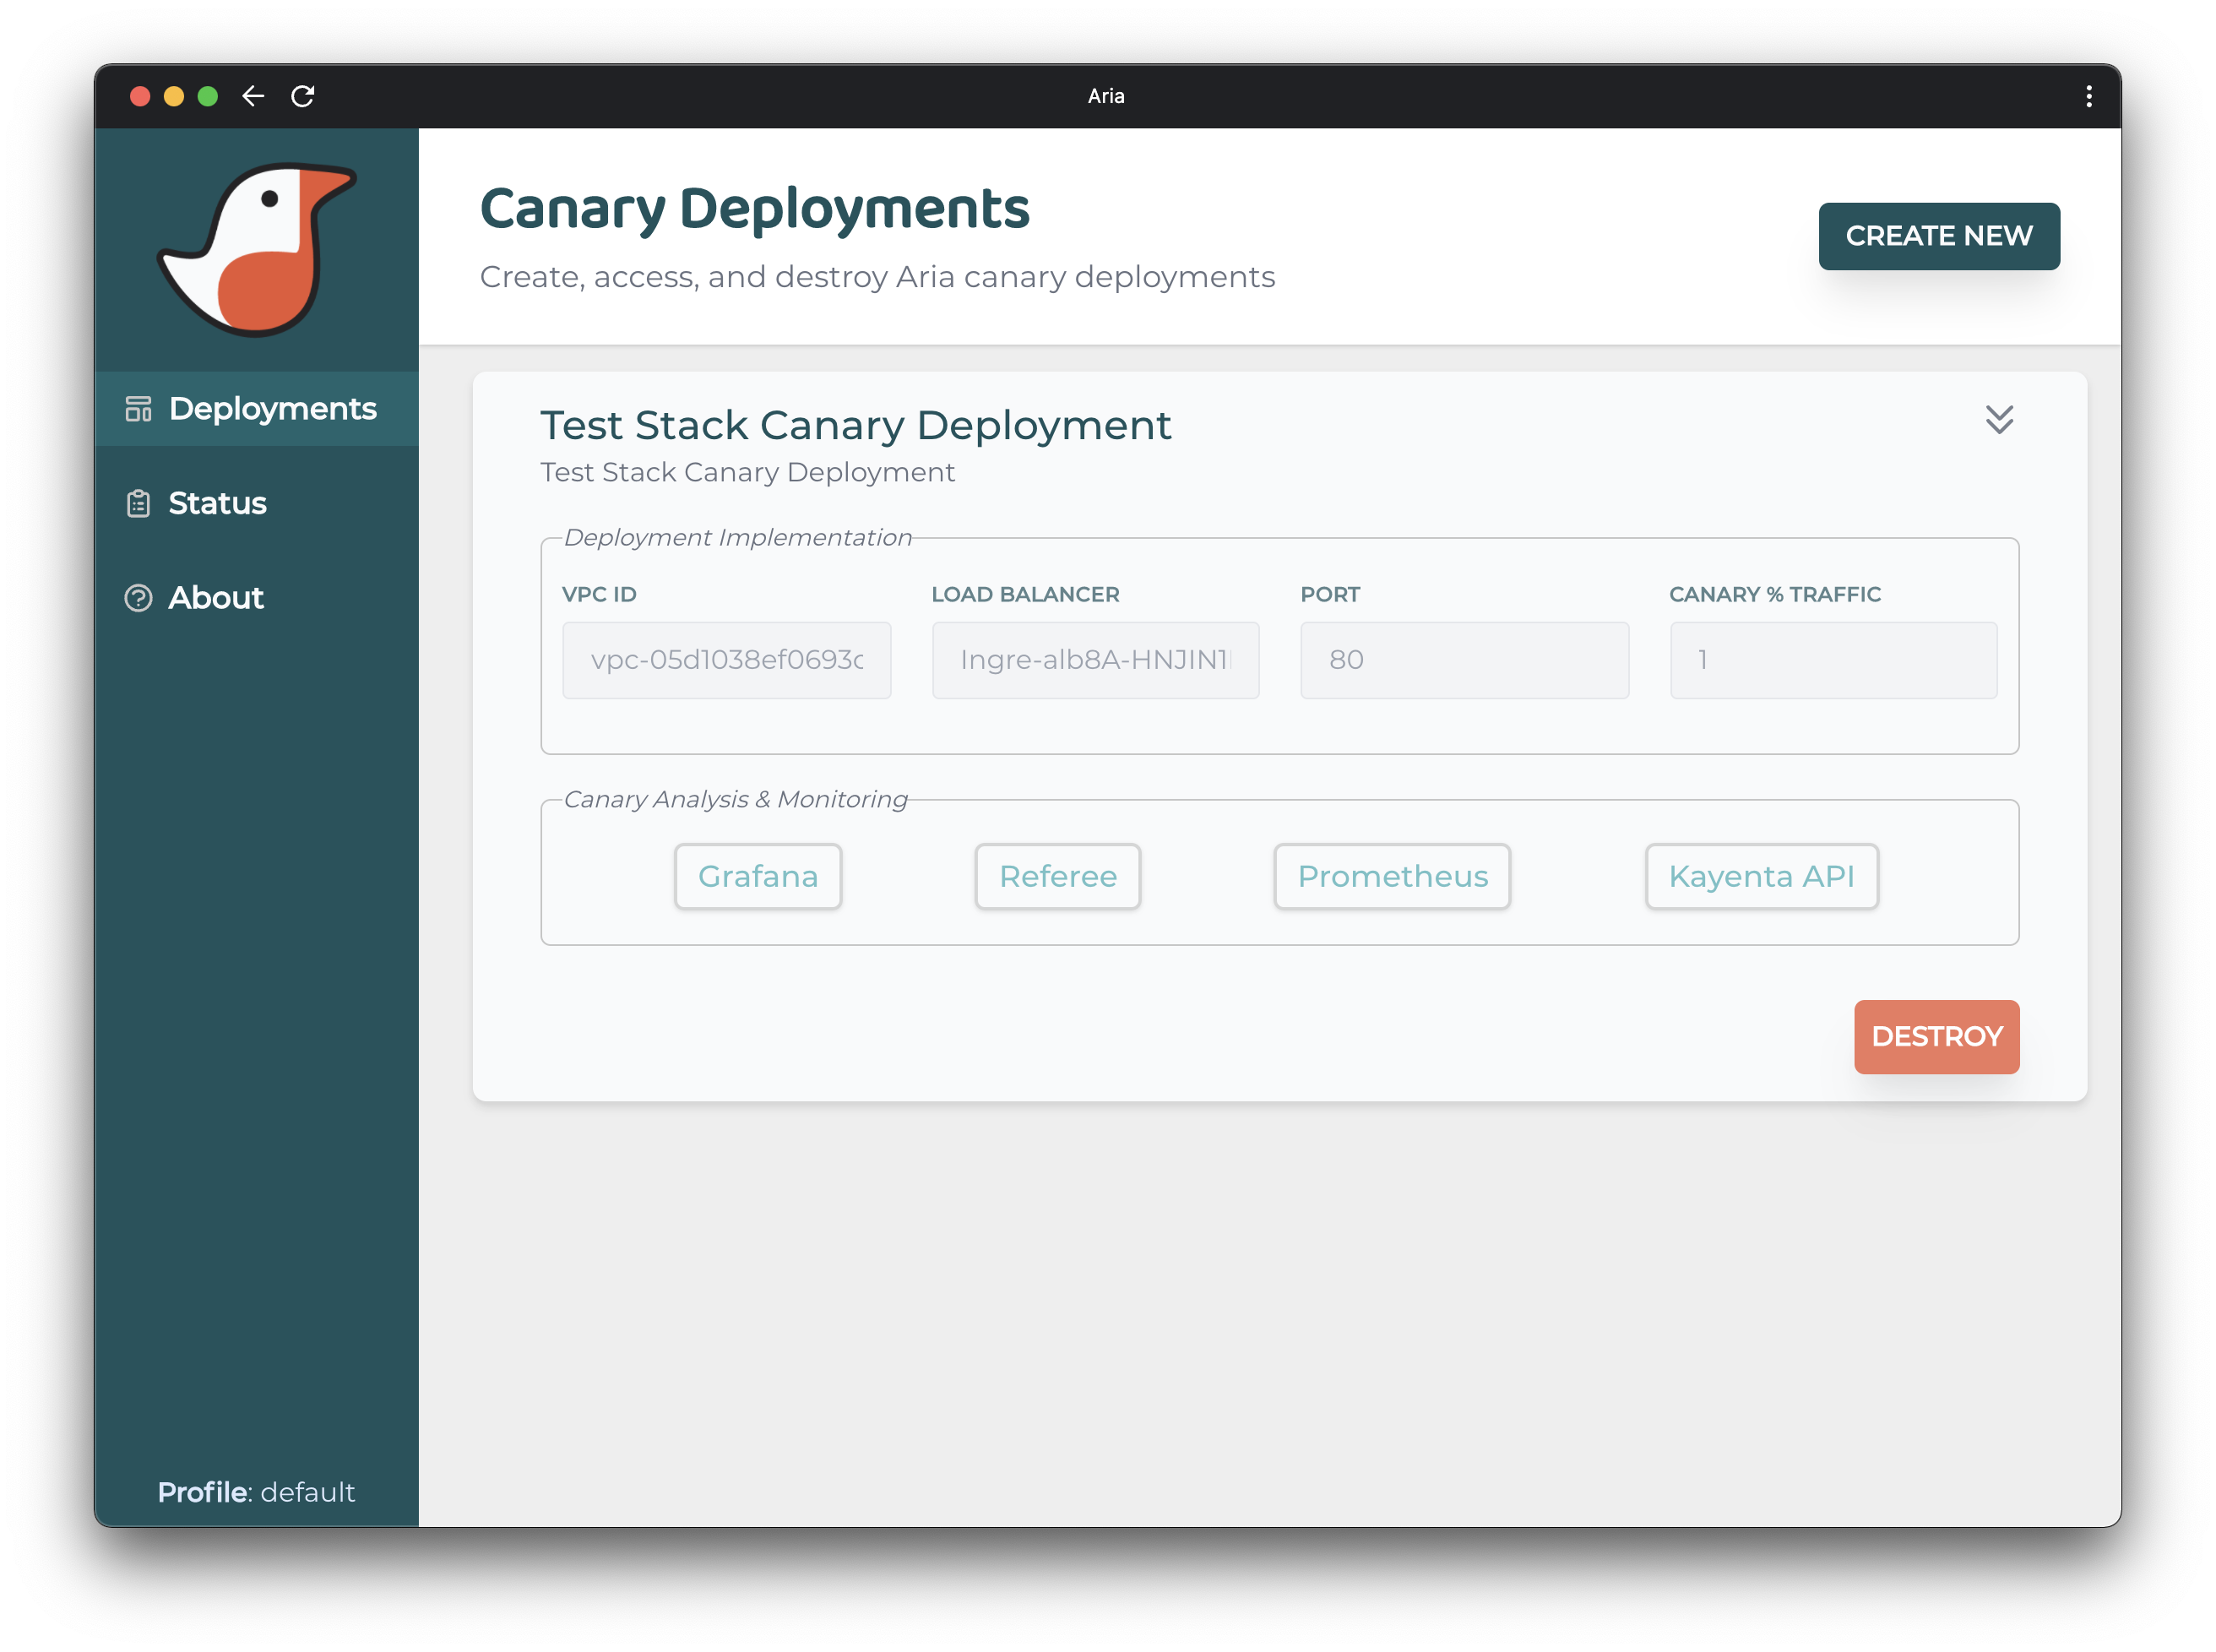 Aria
Canary Deployments
Create, access, and destroy Aria canary deployments
CREATE NEW
Deployments
Status
About
Test Stack Canary Deployment
Test Stack Canary Deployment
Deployment Implementation
VPC ID
LOAD BALANCER
PORT
CANARY % TRAFFIC
vpc-05d1038ef0693c
Ingre-alb8A-HNJIN1
80
1
Canary Analysis & Monitoring
Grafana
Referee
Prometheus
Kayenta API
DESTROY
Profile: default